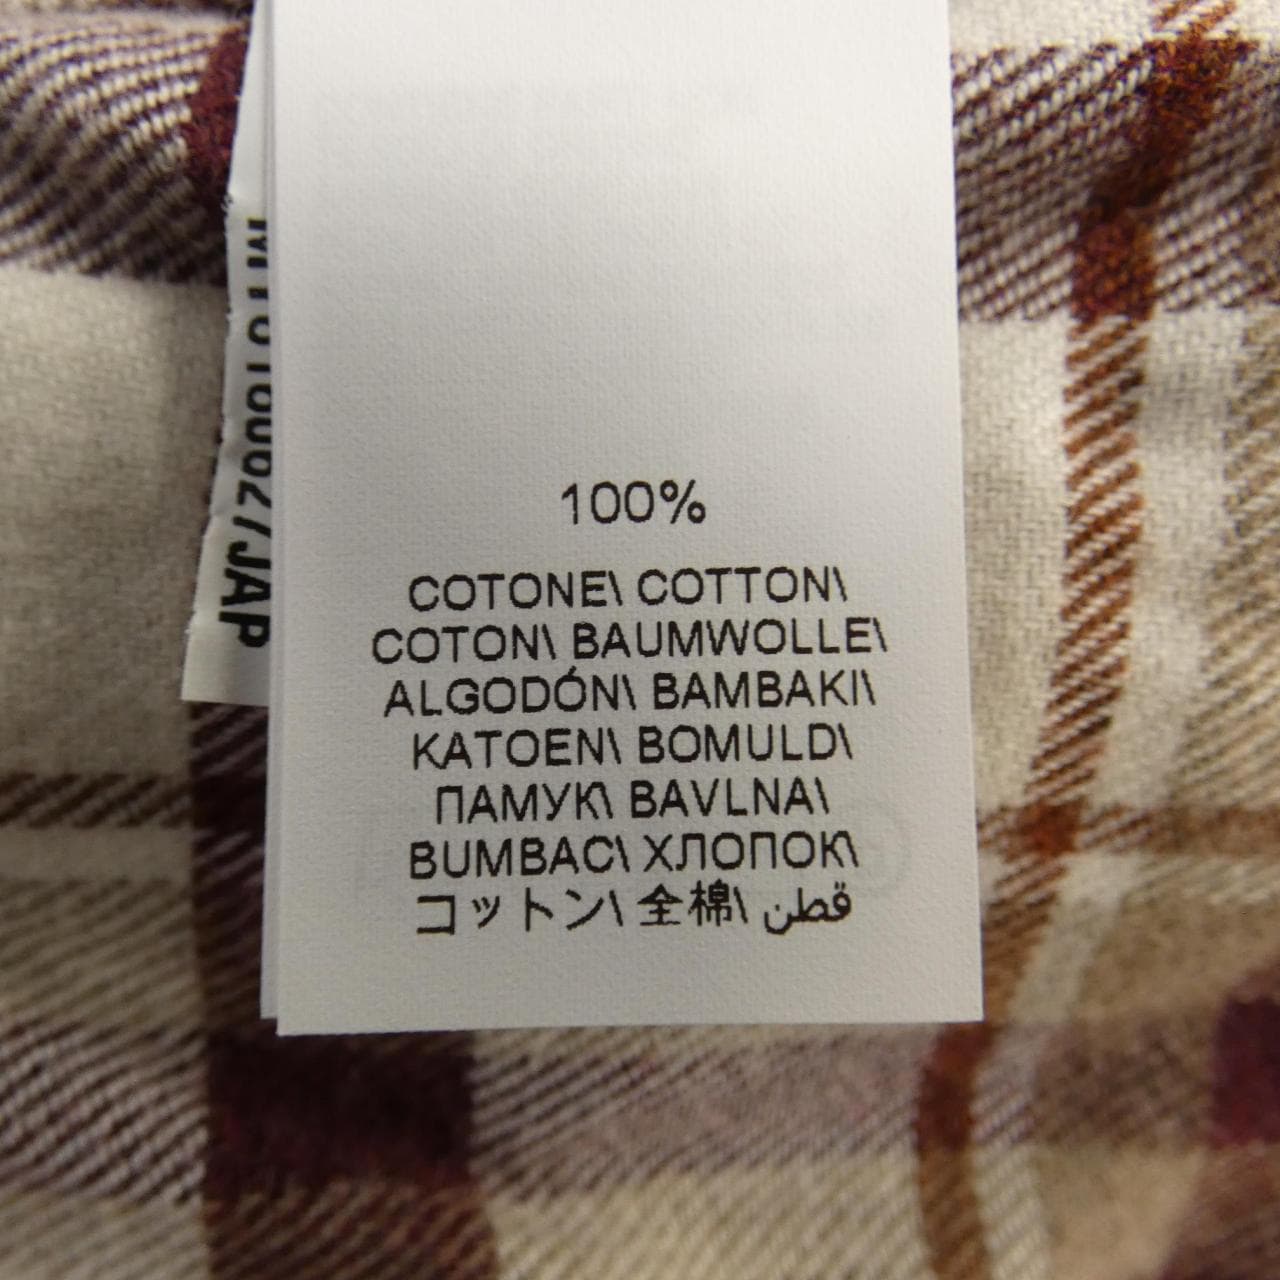 100%
COTONE\ COTTON\
COTON\ BAUMWOLLE\
ALGODÓN\ BAMBAKI\
KATOEN\ BOMULD\
ПАМУК\ BAVLNA\
BUMBAC\ ХЛОПОК\
コットン\ 全棉\ قطن